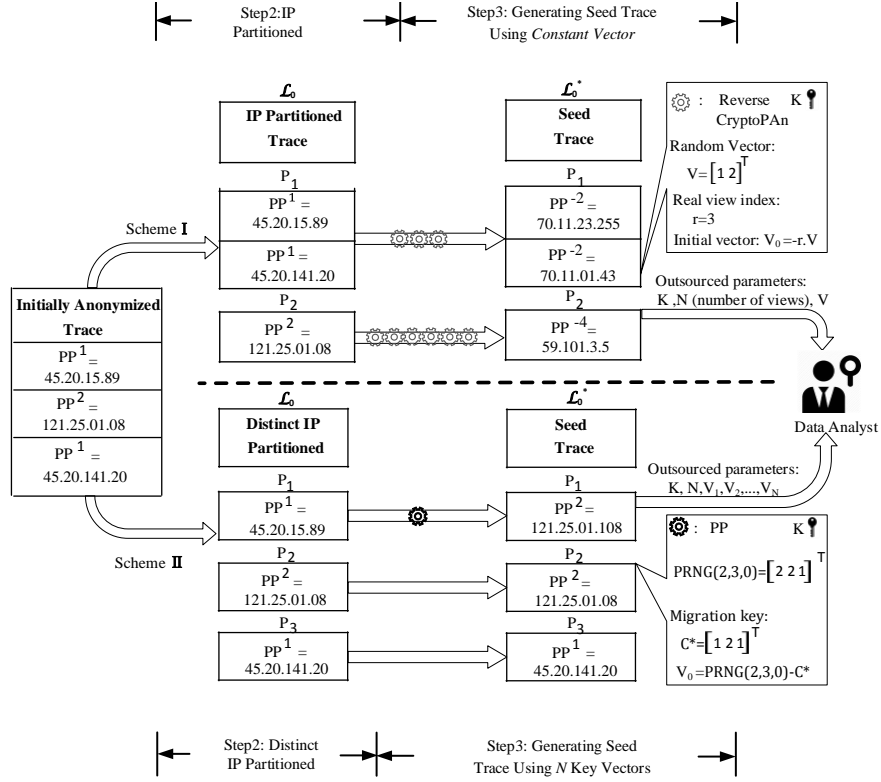 Step2:IP
Partitioned
Step3: Generating Seed Trace
Using Constant Vector
ℒ₀
IP Partitioned
Trace
ℒ₀*
Seed
Trace
: Reverse K
CryptoPAn
Random Vector:
V=[1 2]ᵀ
Real view index:
r=3
Initial vector: V₀=-r.V
P₁
PP¹ =
45.20.15.89
PP¹ =
45.20.141.20
P₁
PP⁻² =
70.11.23.255
PP⁻² =
70.11.01.43
Scheme I
P₂
PP² =
121.25.01.08
P₂
PP⁻⁴ =
59.101.3.5
Outsourced parameters:
K ,N (number of views), V
Initially Anonymized
Trace
PP¹ =
45.20.15.89
PP² =
121.25.01.08
PP¹ =
45.20.141.20
Data Analyst
ℒ₀
Distinct IP
Partitioned
ℒ₀*
Seed
Trace
Outsourced parameters:
K, N,V₁,V₂,...,V_N
Scheme II
P₁
PP¹ =
45.20.15.89
P₁
PP² =
121.25.01.108
P₂
PP² =
121.25.01.08
P₂
PP² =
121.25.01.08
P₃
PP¹ =
45.20.141.20
P₃
PP¹ =
45.20.141.20
: PP K
PRNG(2,3,0)=[2 2 1]ᵀ
Migration key:
C*=[1 2 1]ᵀ
V₀=PRNG(2,3,0)-C*
Step2: Distinct
IP Partitioned
Step3: Generating Seed
Trace Using N Key Vectors